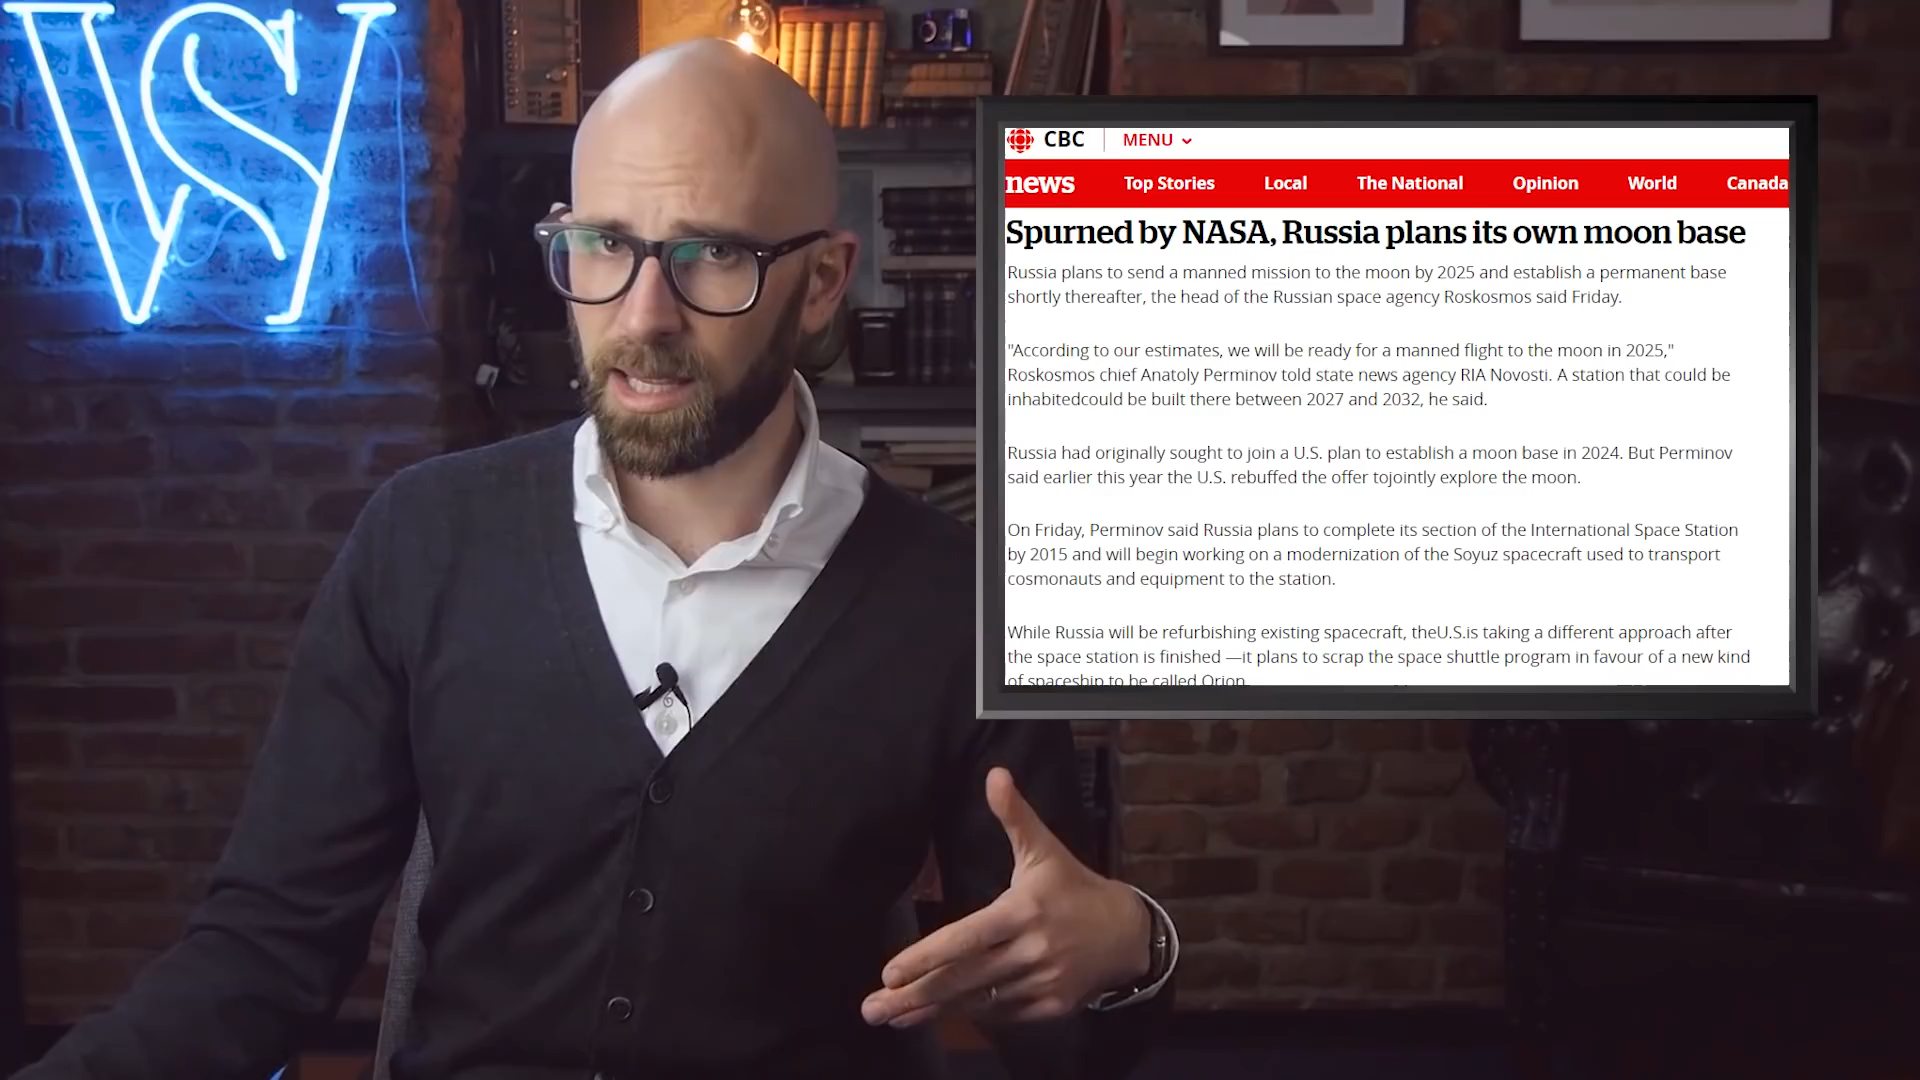 VS
CBC MENU
news Top Stories Local The National Opinion World Canada
Spurned by NASA, Russia plans its own moon base
Russia plans to send a manned mission to the moon by 2025 and establish a permanent base
shortly thereafter, the head of the Russian space agency Roskosmos said Friday.
"According to our estimates, we will be ready for a manned flight to the moon in 2025,"
Roskosmos chief Anatoly Perminov told state news agency RIA Novosti. A station that could be
inhabitedcould be built there between 2027 and 2032, he said.
Russia had originally sought to join a U.S. plan to establish a moon base in 2024. But Perminov
said earlier this year the U.S. rebuffed the offer tojointly explore the moon.
On Friday, Perminov said Russia plans to complete its section of the International Space Station
by 2015 and will begin working on a modernization of the Soyuz spacecraft used to transport
cosmonauts and equipment to the station.
While Russia will be refurbishing existing spacecraft, theU.S.is taking a different approach after
the space station is finished —it plans to scrap the space shuttle program in favour of a new kind
of spaceship to be called Orion.